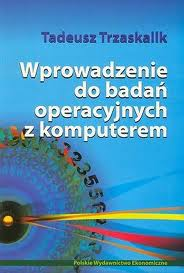 Tadeusz Trzaskalik
Wprowadzenie
do badań
operacyjnych
z komputerem
Polskie Wydawnictwo Ekonomiczne